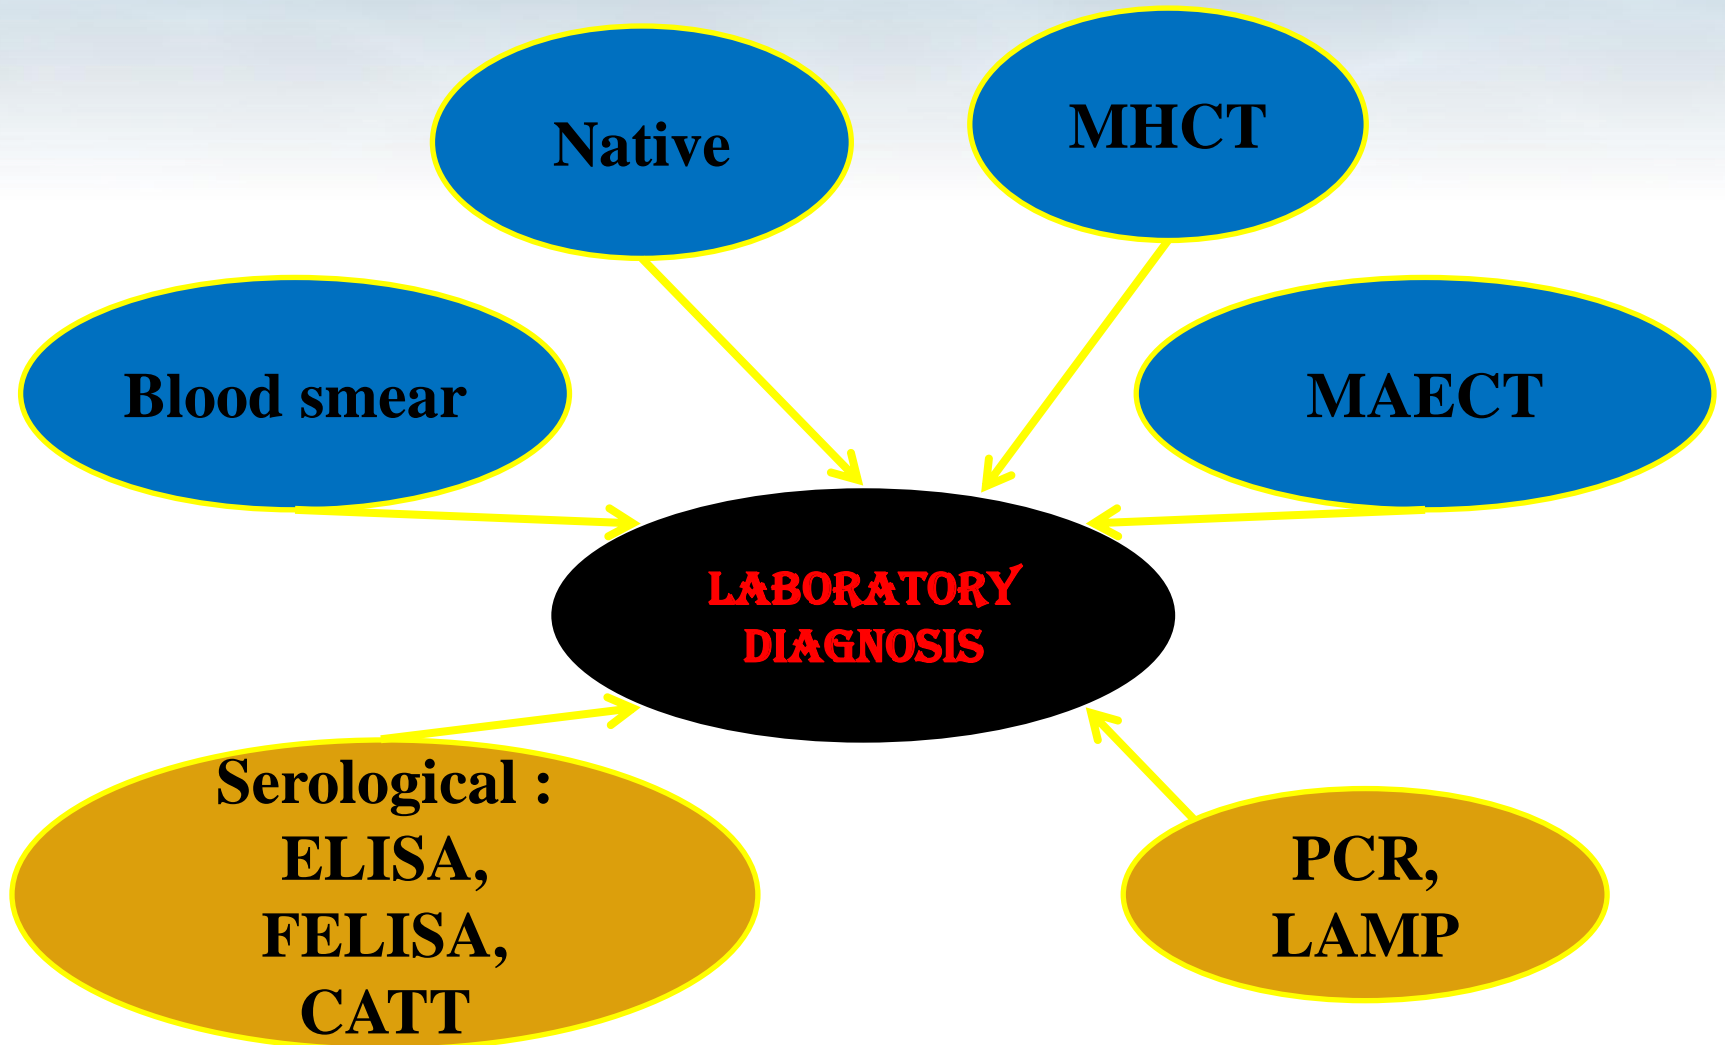 Native
MHCT
Blood smear
MAECT
LABORATORY
DIAGNOSIS
Serological :
ELISA,
FELISA,
CATT
PCR,
LAMP